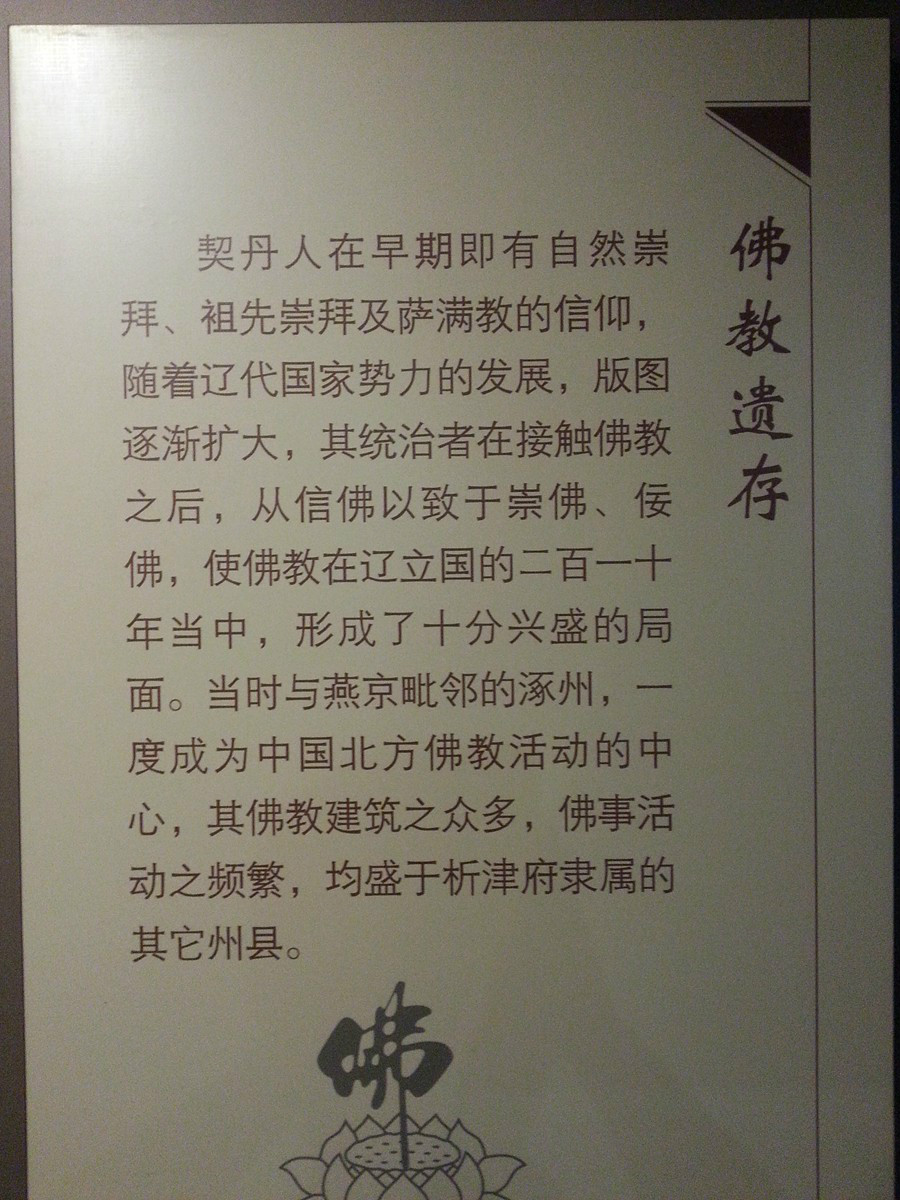 佛教遗存
契丹人在早期即有自然崇
拜、祖先崇拜及萨满教的信仰，
随着辽代国家势力的发展，版图
逐渐扩大，其统治者在接触佛教
之后，从信佛以致于崇佛、佞
佛，使佛教在辽立国的二百一十
年当中，形成了十分兴盛的局
面。当时与燕京毗邻的涿州，一
度成为中国北方佛教活动的中
心，其佛教建筑之众多，佛事活
动之频繁，均盛于析津府隶属的
其它州县。
佛